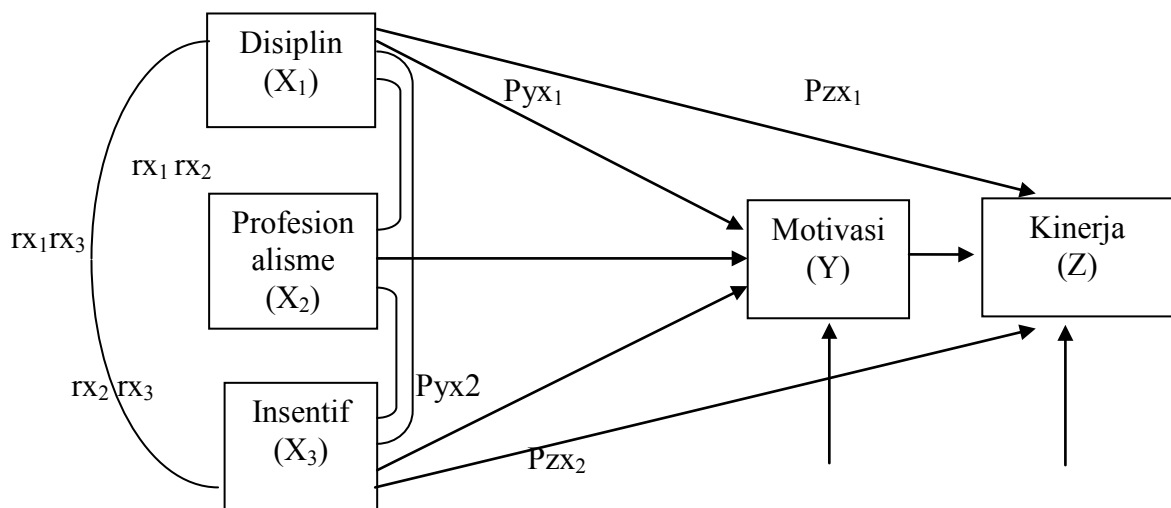 Disiplin
(X₁)
Pyx₁
Pzx₁
rx₁ rx₂
Profesion
alisme
(X₂)
rx₁rx₃
Motivasi
(Y)
Kinerja
(Z)
rx₂ rx₃
Pyx2
Insentif
(X₃)
Pzx₂